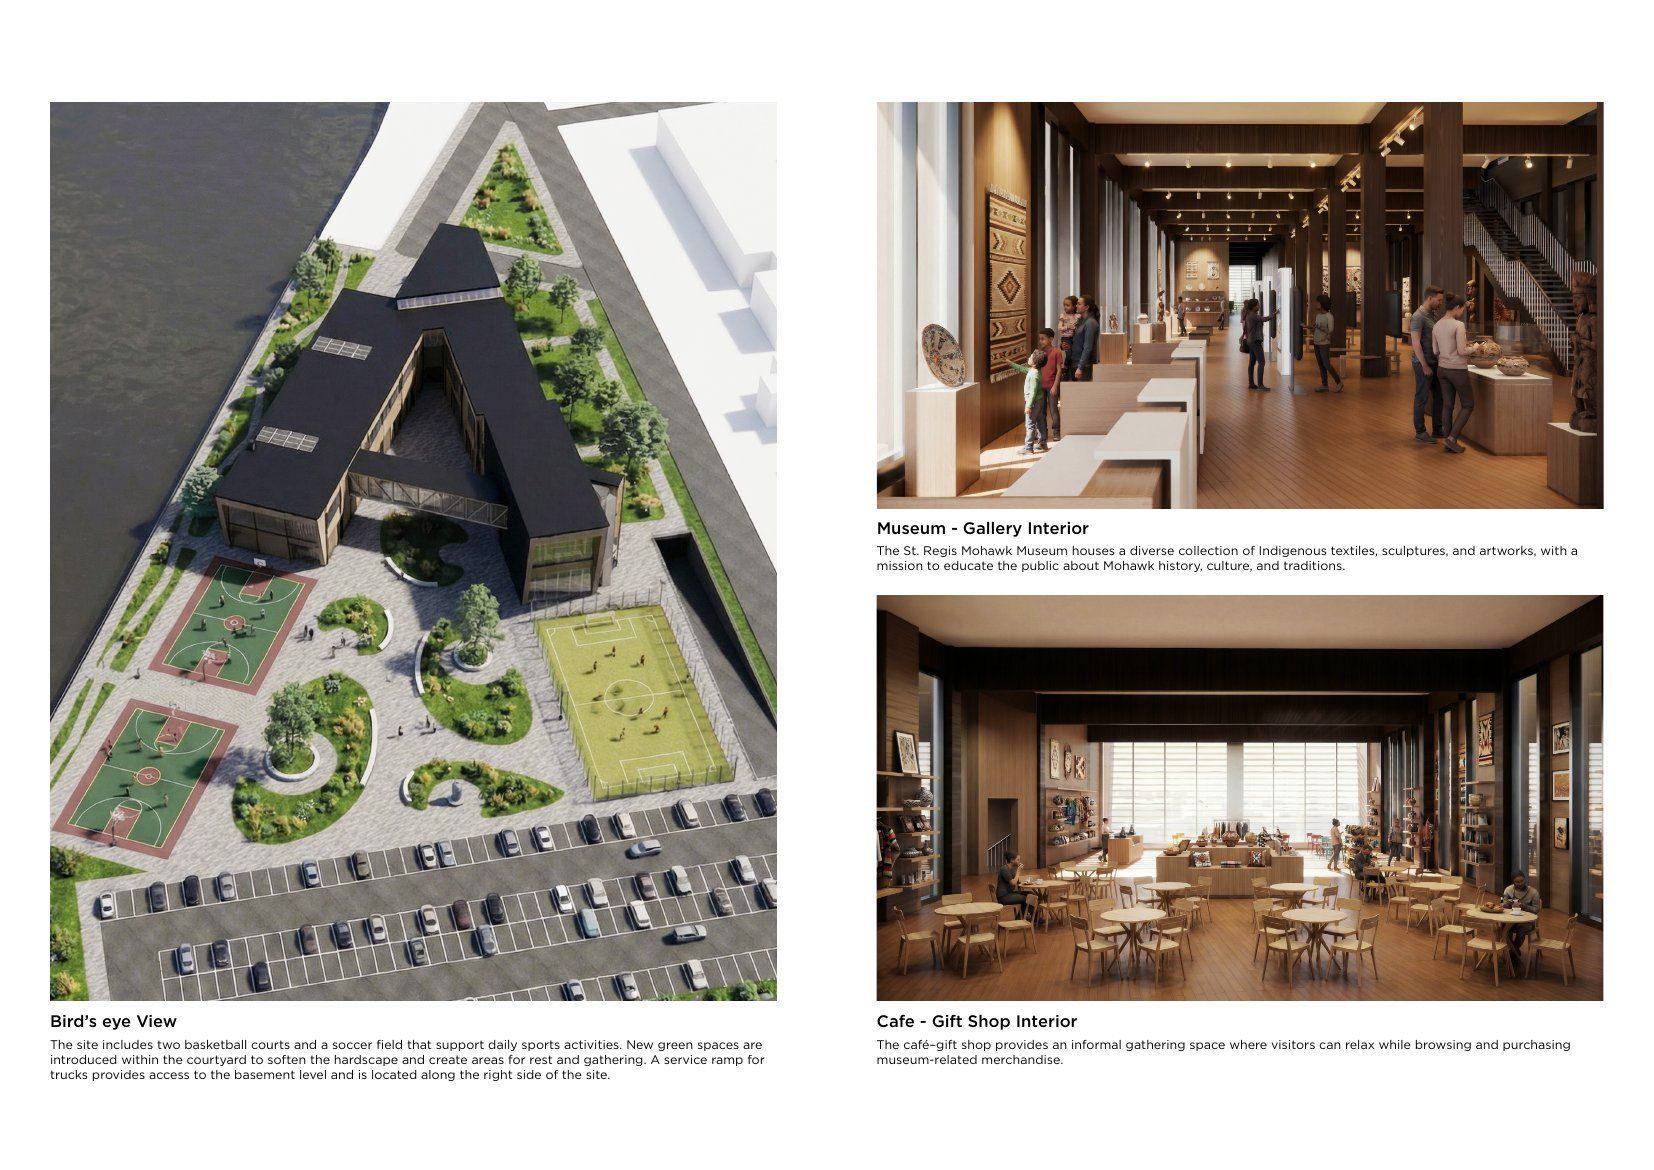 Bird’s eye View
The site includes two basketball courts and a soccer field that support daily sports activities. New green spaces are
introduced within the courtyard to soften the hardscape and create areas for rest and gathering. A service ramp for
trucks provides access to the basement level and is located along the right side of the site.
Museum - Gallery Interior
The St. Regis Mohawk Museum houses a diverse collection of Indigenous textiles, sculptures, and artworks, with a
mission to educate the public about Mohawk history, culture, and traditions.
Cafe - Gift Shop Interior
The café–gift shop provides an informal gathering space where visitors can relax while browsing and purchasing
museum-related merchandise.